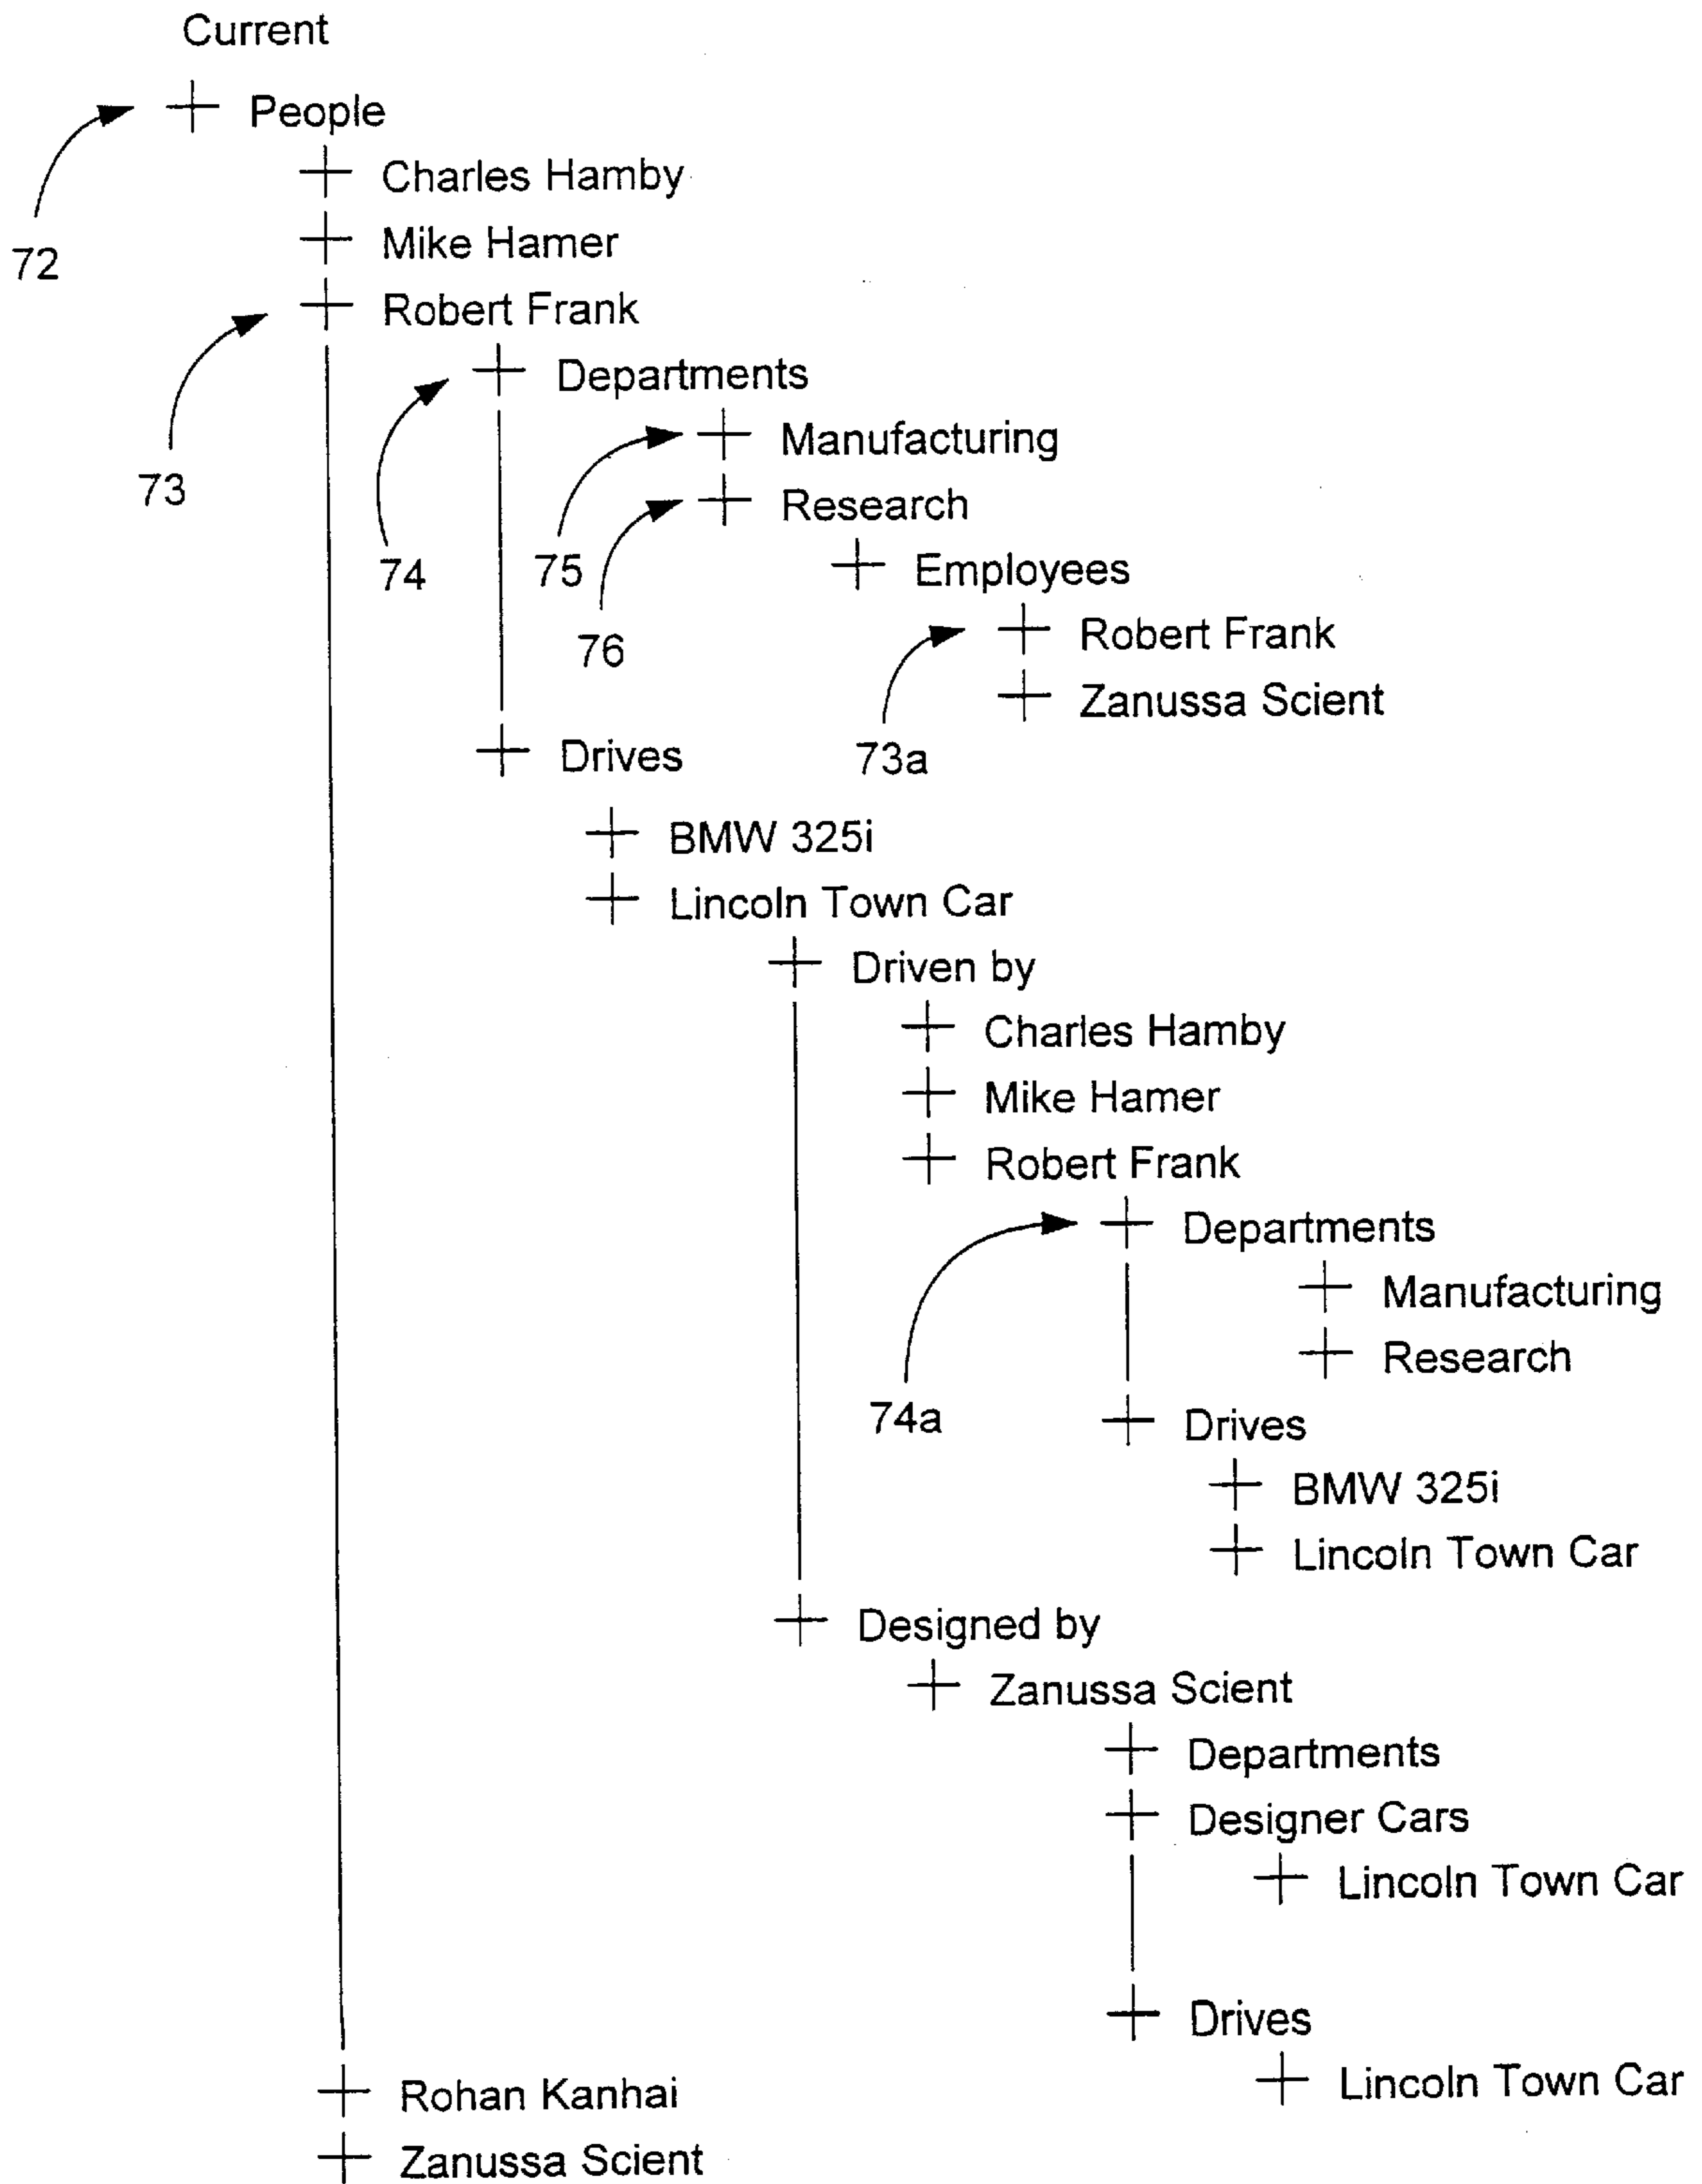 Current
People
Charles Hamby
72
Mike Hamer
Robert Frank
Departments
73
Manufacturing
Research
74
75
Employees
76
Robert Frank
Zanussa Scient
73a
Drives
BMW 325i
Lincoln Town Car
Driven by
Charles Hamby
Mike Hamer
Robert Frank
Departments
Manufacturing
Research
74a
Drives
BMW 325i
Lincoln Town Car
Designed by
Zanussa Scient
Departments
Designer Cars
Lincoln Town Car
Drives
Lincoln Town Car
Rohan Kanhai
Zanussa Scient